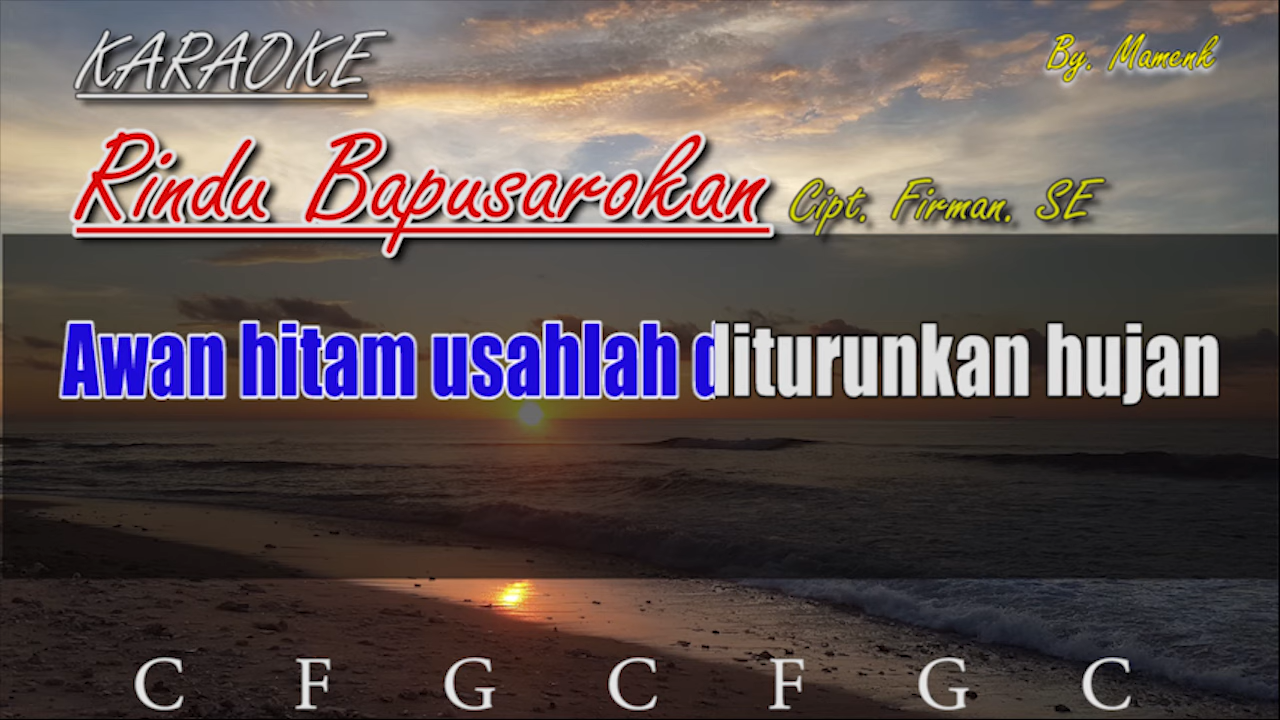 KARAOKE
By. Mamenk
Rindu Bapusarokan
Cipt. Firman. SE
Awan hitam usahlah diturunkan hujan
C F G C F G C